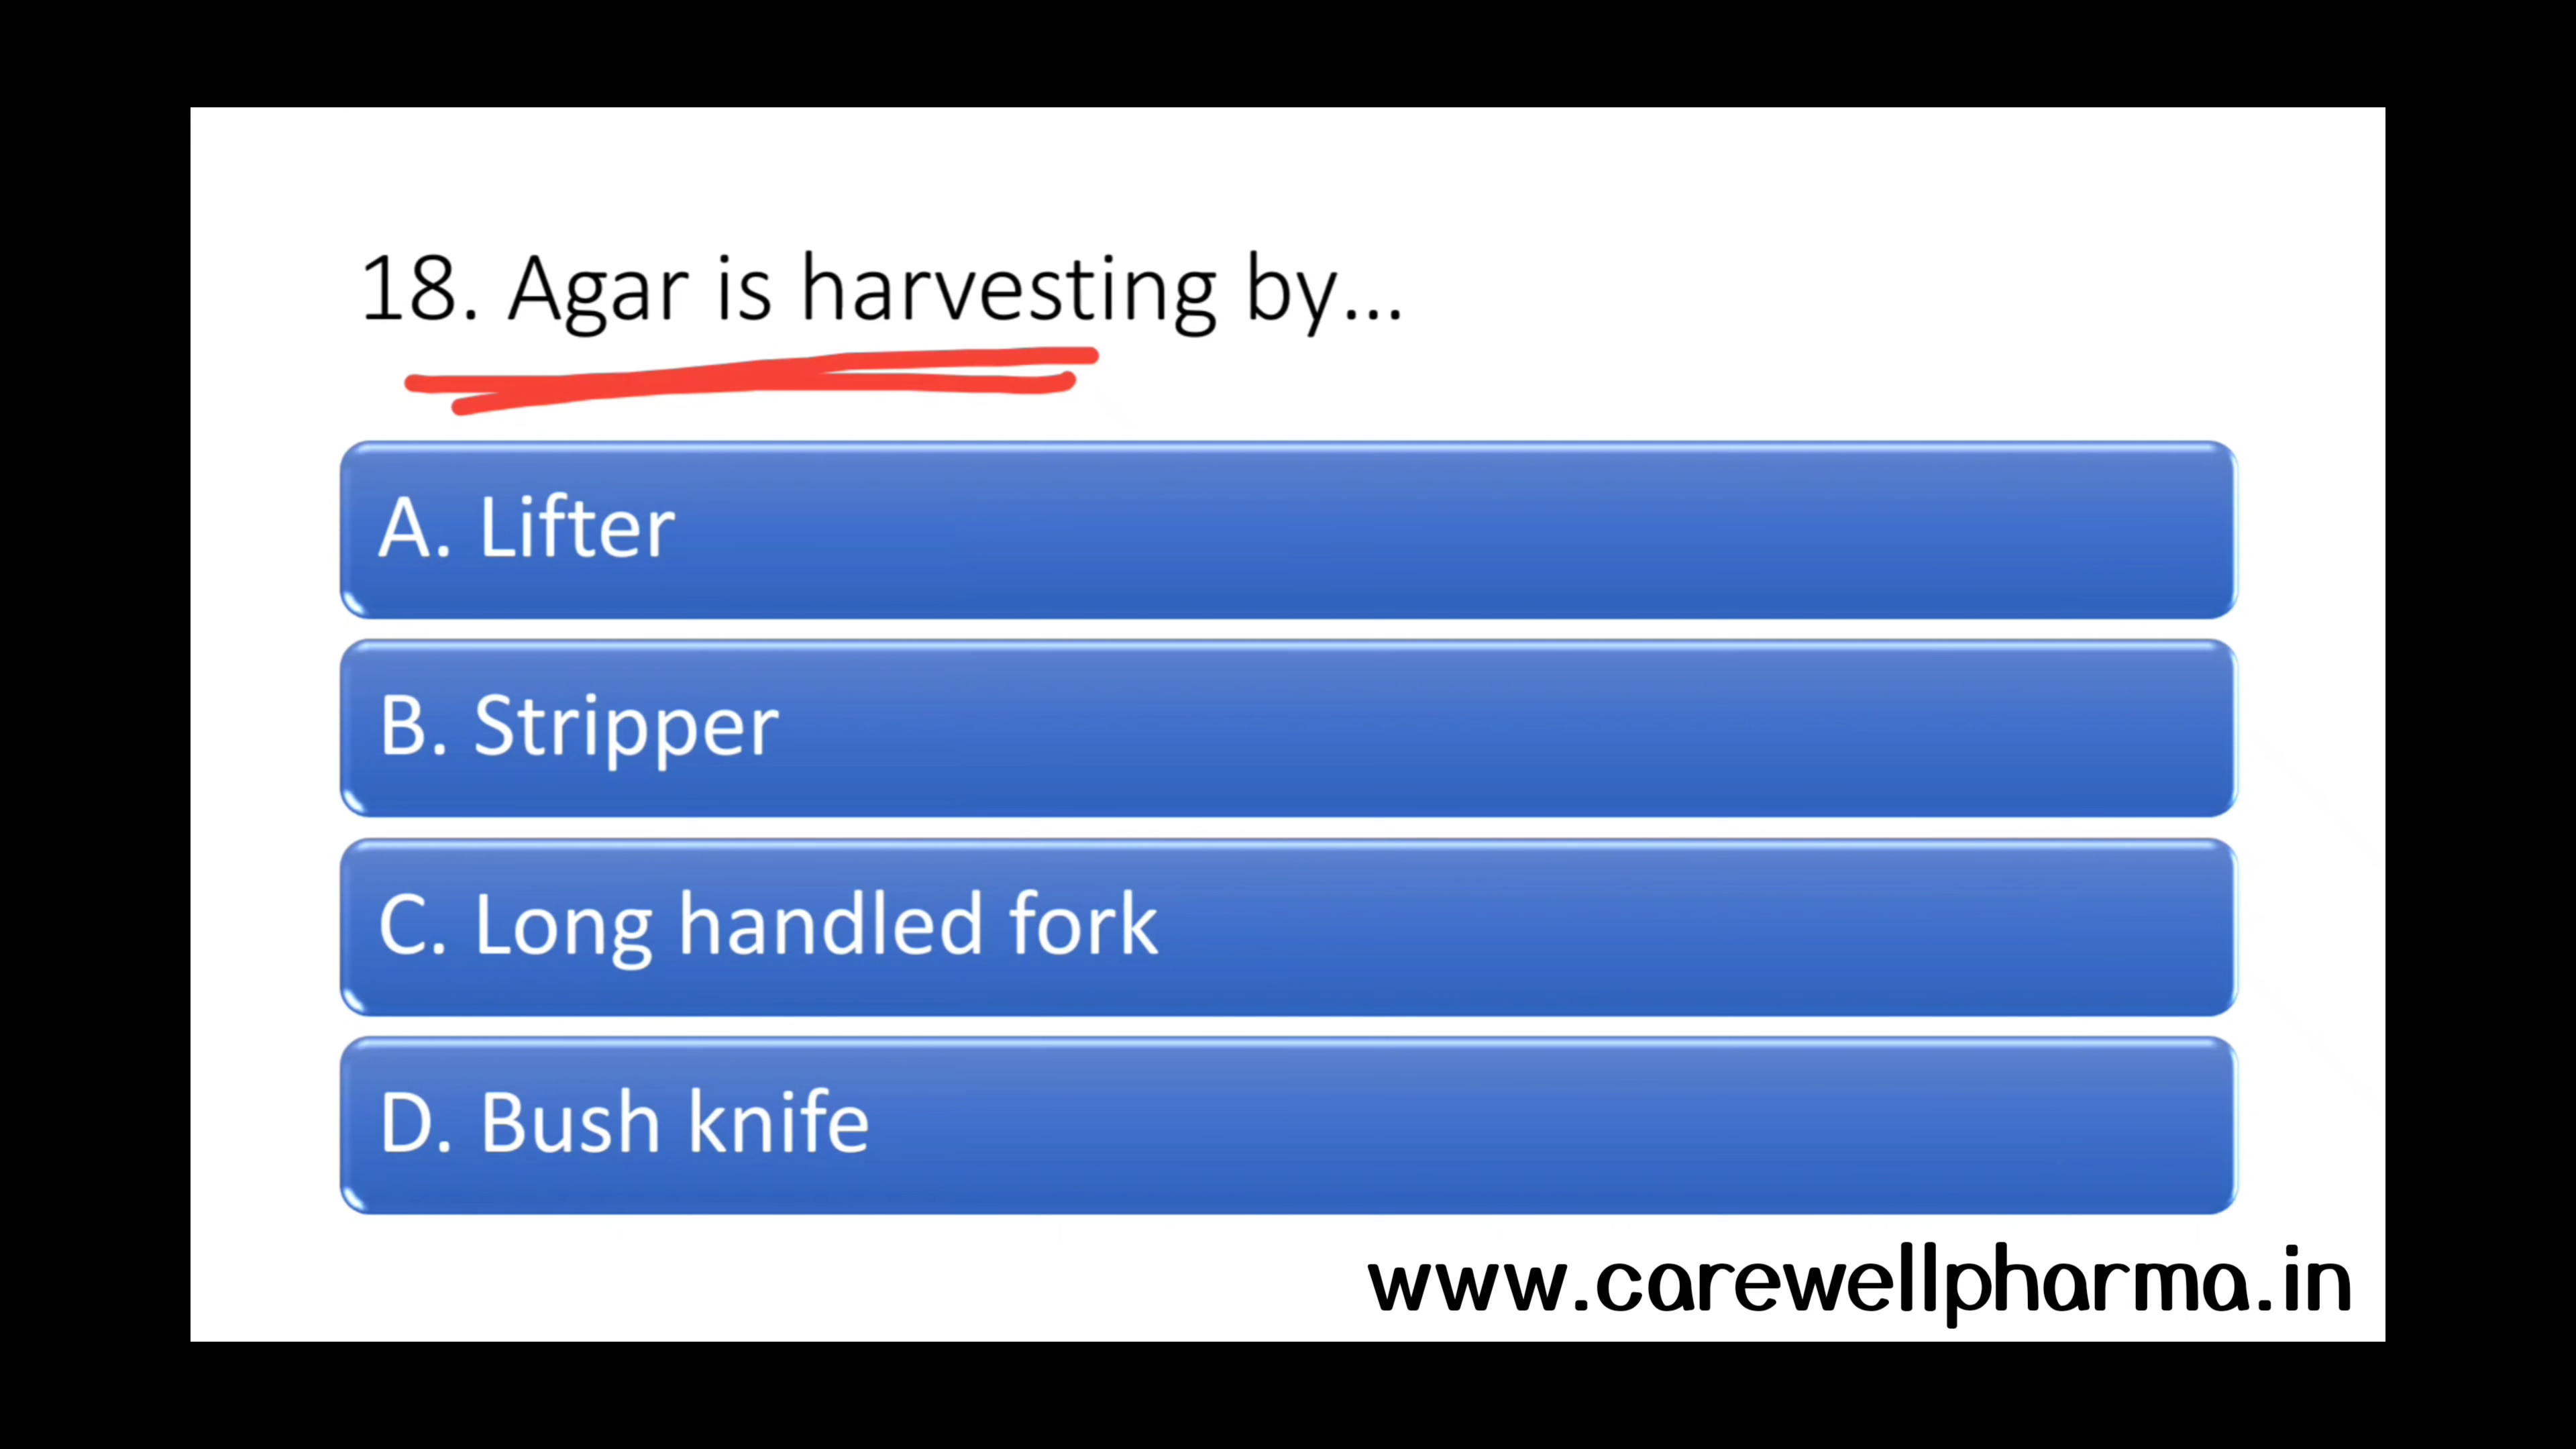 18. Agar is harvesting by...
A. Lifter
B. Stripper
C. Long handled fork
D. Bush knife
www.carewellpharma.in